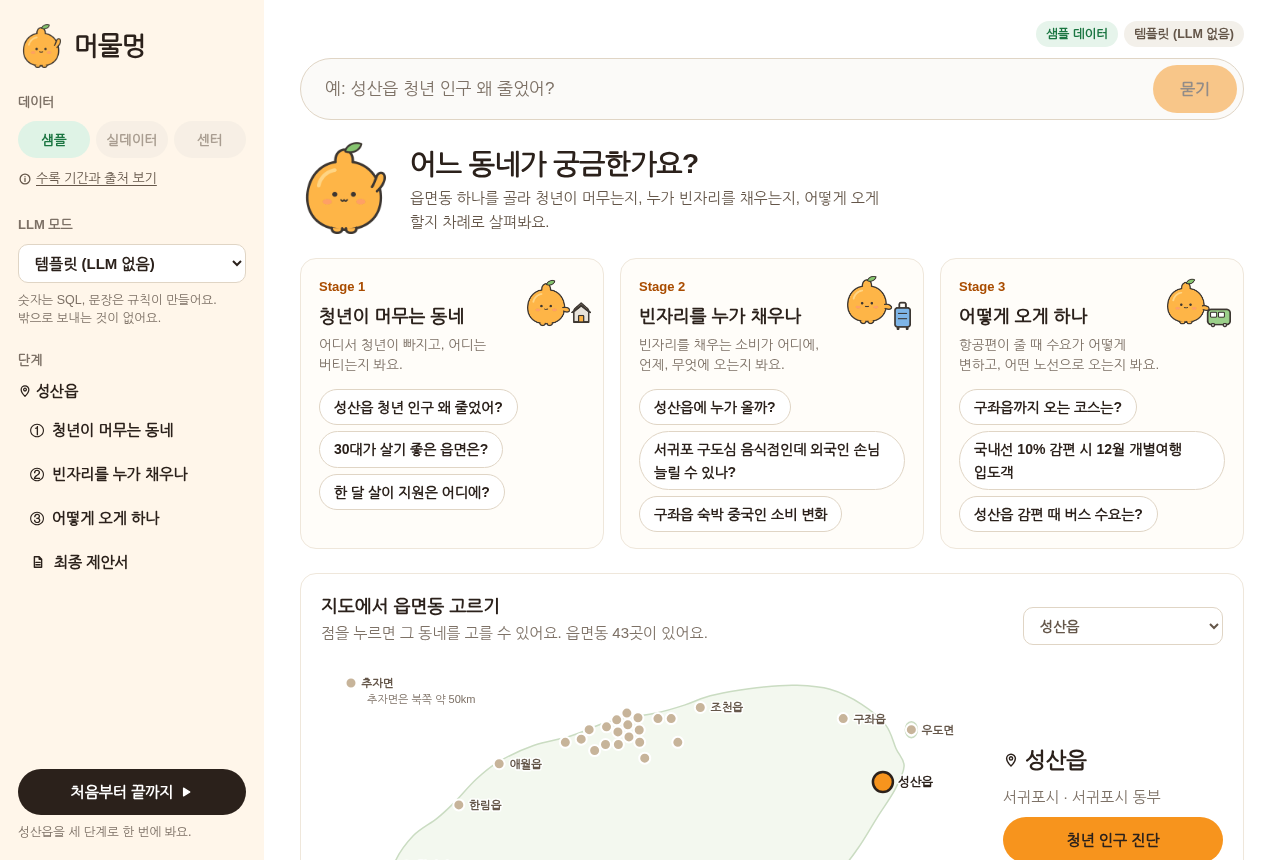 머물멍
데이터
샘플
실데이터
센터
수록 기간과 출처 보기
LLM 모드
템플릿 (LLM 없음)
숫자는 SQL, 문장은 규칙이 만들어요.
밖으로 보내는 것이 없어요.
단계
성산읍
① 청년이 머무는 동네
② 빈자리를 누가 채우나
③ 어떻게 오게 하나
최종 제안서
처음부터 끝까지
성산읍을 세 단계로 한 번에 봐요.
샘플 데이터
템플릿 (LLM 없음)
예: 성산읍 청년 인구 왜 줄었어?
묻기
어느 동네가 궁금한가요?
읍면동 하나를 골라 청년이 머무는지, 누가 빈자리를 채우는지, 어떻게 오게
할지 차례로 살펴봐요.
Stage 1
청년이 머무는 동네
어디서 청년이 빠지고, 어디는
버티는지 봐요.
성산읍 청년 인구 왜 줄었어?
30대가 살기 좋은 읍면은?
한 달 살이 지원은 어디에?
Stage 2
빈자리를 누가 채우나
빈자리를 채우는 소비가 어디에,
언제, 무엇에 오는지 봐요.
성산읍에 누가 올까?
서귀포 구도심 음식점인데 외국인 손님
늘릴 수 있나?
구좌읍 숙박 중국인 소비 변화
Stage 3
어떻게 오게 하나
항공편이 줄 때 수요가 어떻게
변하고, 어떤 노선으로 오는지 봐요.
구좌읍까지 오는 코스는?
국내선 10% 감편 시 12월 개별여행
입도객
성산읍 감편 때 버스 수요는?
지도에서 읍면동 고르기
점을 누르면 그 동네를 고를 수 있어요. 읍면동 43곳이 있어요.
성산읍
추자면
추자면은 북쪽 약 50km
조천읍
구좌읍
우도면
애월읍
성산읍
한림읍
성산읍
서귀포시 · 서귀포시 동부
청년 인구 진단